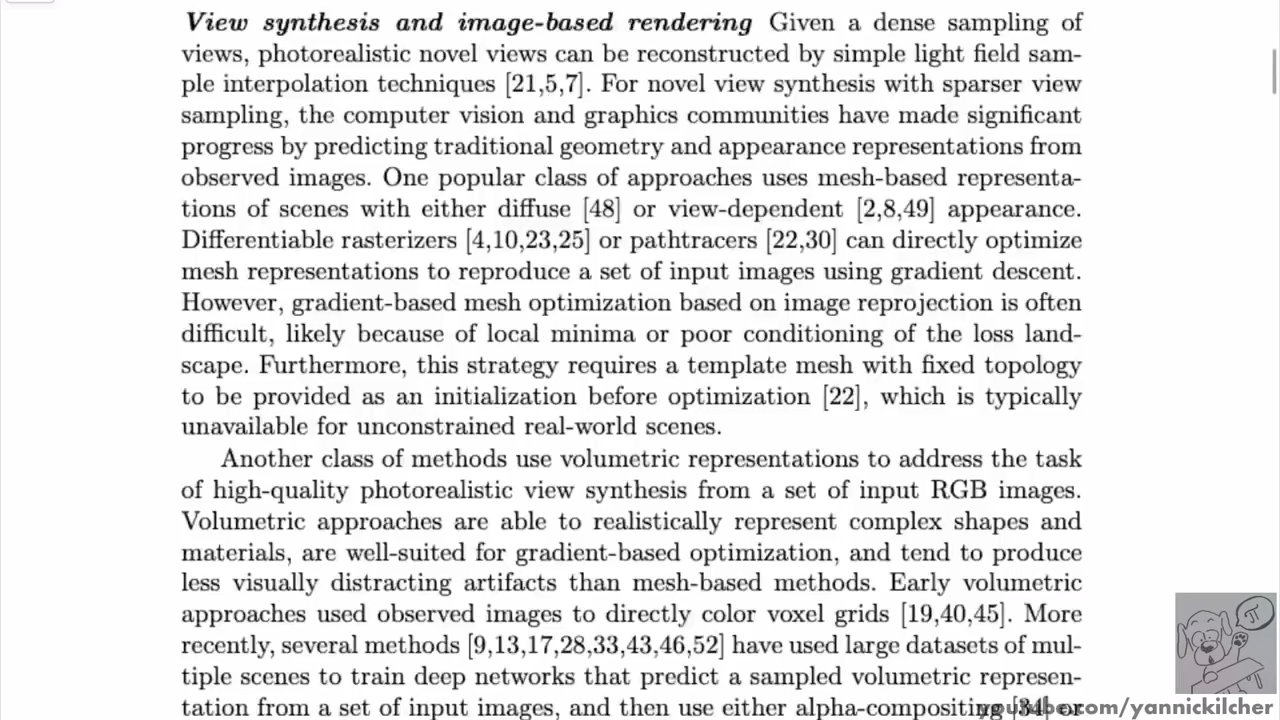 View synthesis and image-based rendering Given a dense sampling of
views, photorealistic novel views can be reconstructed by simple light field sam-
ple interpolation techniques [21,5,7]. For novel view synthesis with sparser view
sampling, the computer vision and graphics communities have made significant
progress by predicting traditional geometry and appearance representations from
observed images. One popular class of approaches uses mesh-based representa-
tions of scenes with either diffuse [48] or view-dependent [2,8,49] appearance.
Differentiable rasterizers [4,10,23,25] or pathtracers [22,30] can directly optimize
mesh representations to reproduce a set of input images using gradient descent.
However, gradient-based mesh optimization based on image reprojection is often
difficult, likely because of local minima or poor conditioning of the loss land-
scape. Furthermore, this strategy requires a template mesh with fixed topology
to be provided as an initialization before optimization [22], which is typically
unavailable for unconstrained real-world scenes.
Another class of methods use volumetric representations to address the task
of high-quality photorealistic view synthesis from a set of input RGB images.
Volumetric approaches are able to realistically represent complex shapes and
materials, are well-suited for gradient-based optimization, and tend to produce
less visually distracting artifacts than mesh-based methods. Early volumetric
approaches used observed images to directly color voxel grids [19,40,45]. More
recently, several methods [9,13,17,28,33,43,46,52] have used large datasets of mul-
tiple scenes to train deep networks that predict a sampled volumetric represen-
tation from a set of input images, and then use either alpha-compositing [34] or
π
youtube.com/yannickilcher